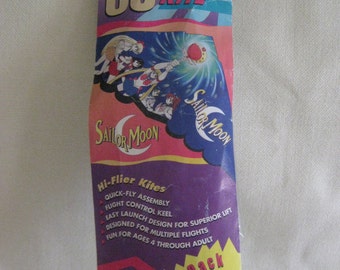 SAILOR MOON
SAILOR MOON
Hi-Flier Kites
• QUICK-FLY ASSEMBLY
• FLIGHT CONTROL KEEL
• EASY LAUNCH DESIGN FOR SUPERIOR LIFT
• DESIGNED FOR MULTIPLE FLIGHTS
• FUN FOR AGES 4 THROUGH ADULT
Pack